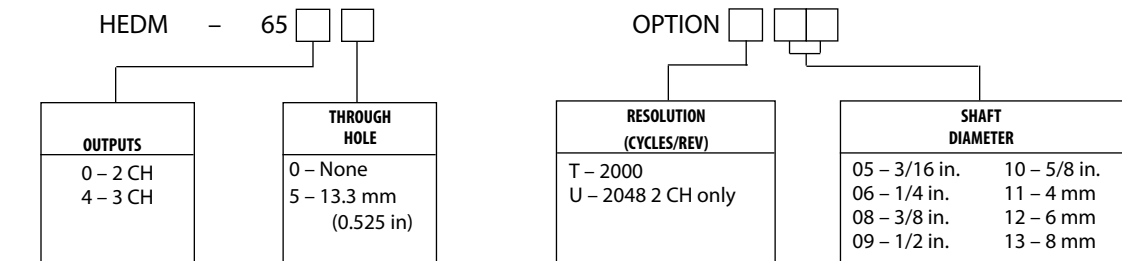 HEDM – 65
OPTION
OUTPUTS
0 – 2 CH
4 – 3 CH
THROUGH
HOLE
0 – None
5 – 13.3 mm
(0.525 in)
RESOLUTION
(CYCLES/REV)
T – 2000
U – 2048 2 CH only
SHAFT
DIAMETER
05 – 3/16 in.
06 – 1/4 in.
08 – 3/8 in.
09 – 1/2 in.
10 – 5/8 in.
11 – 4 mm
12 – 6 mm
13 – 8 mm